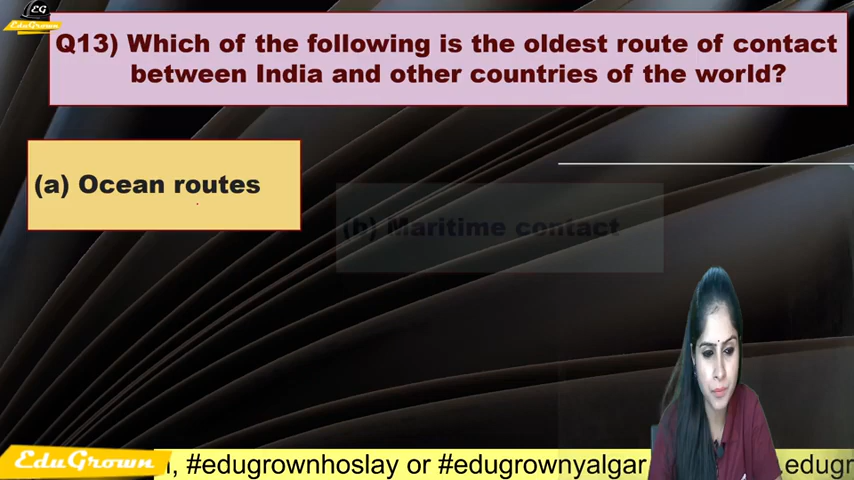 EG
EduGrown
Q13) Which of the following is the oldest route of contact
between India and other countries of the world?
(a) Ocean routes
(b) Maritime contact
EduGrown
, #edugrownhoslay or #edugrownyalgar
.edugr